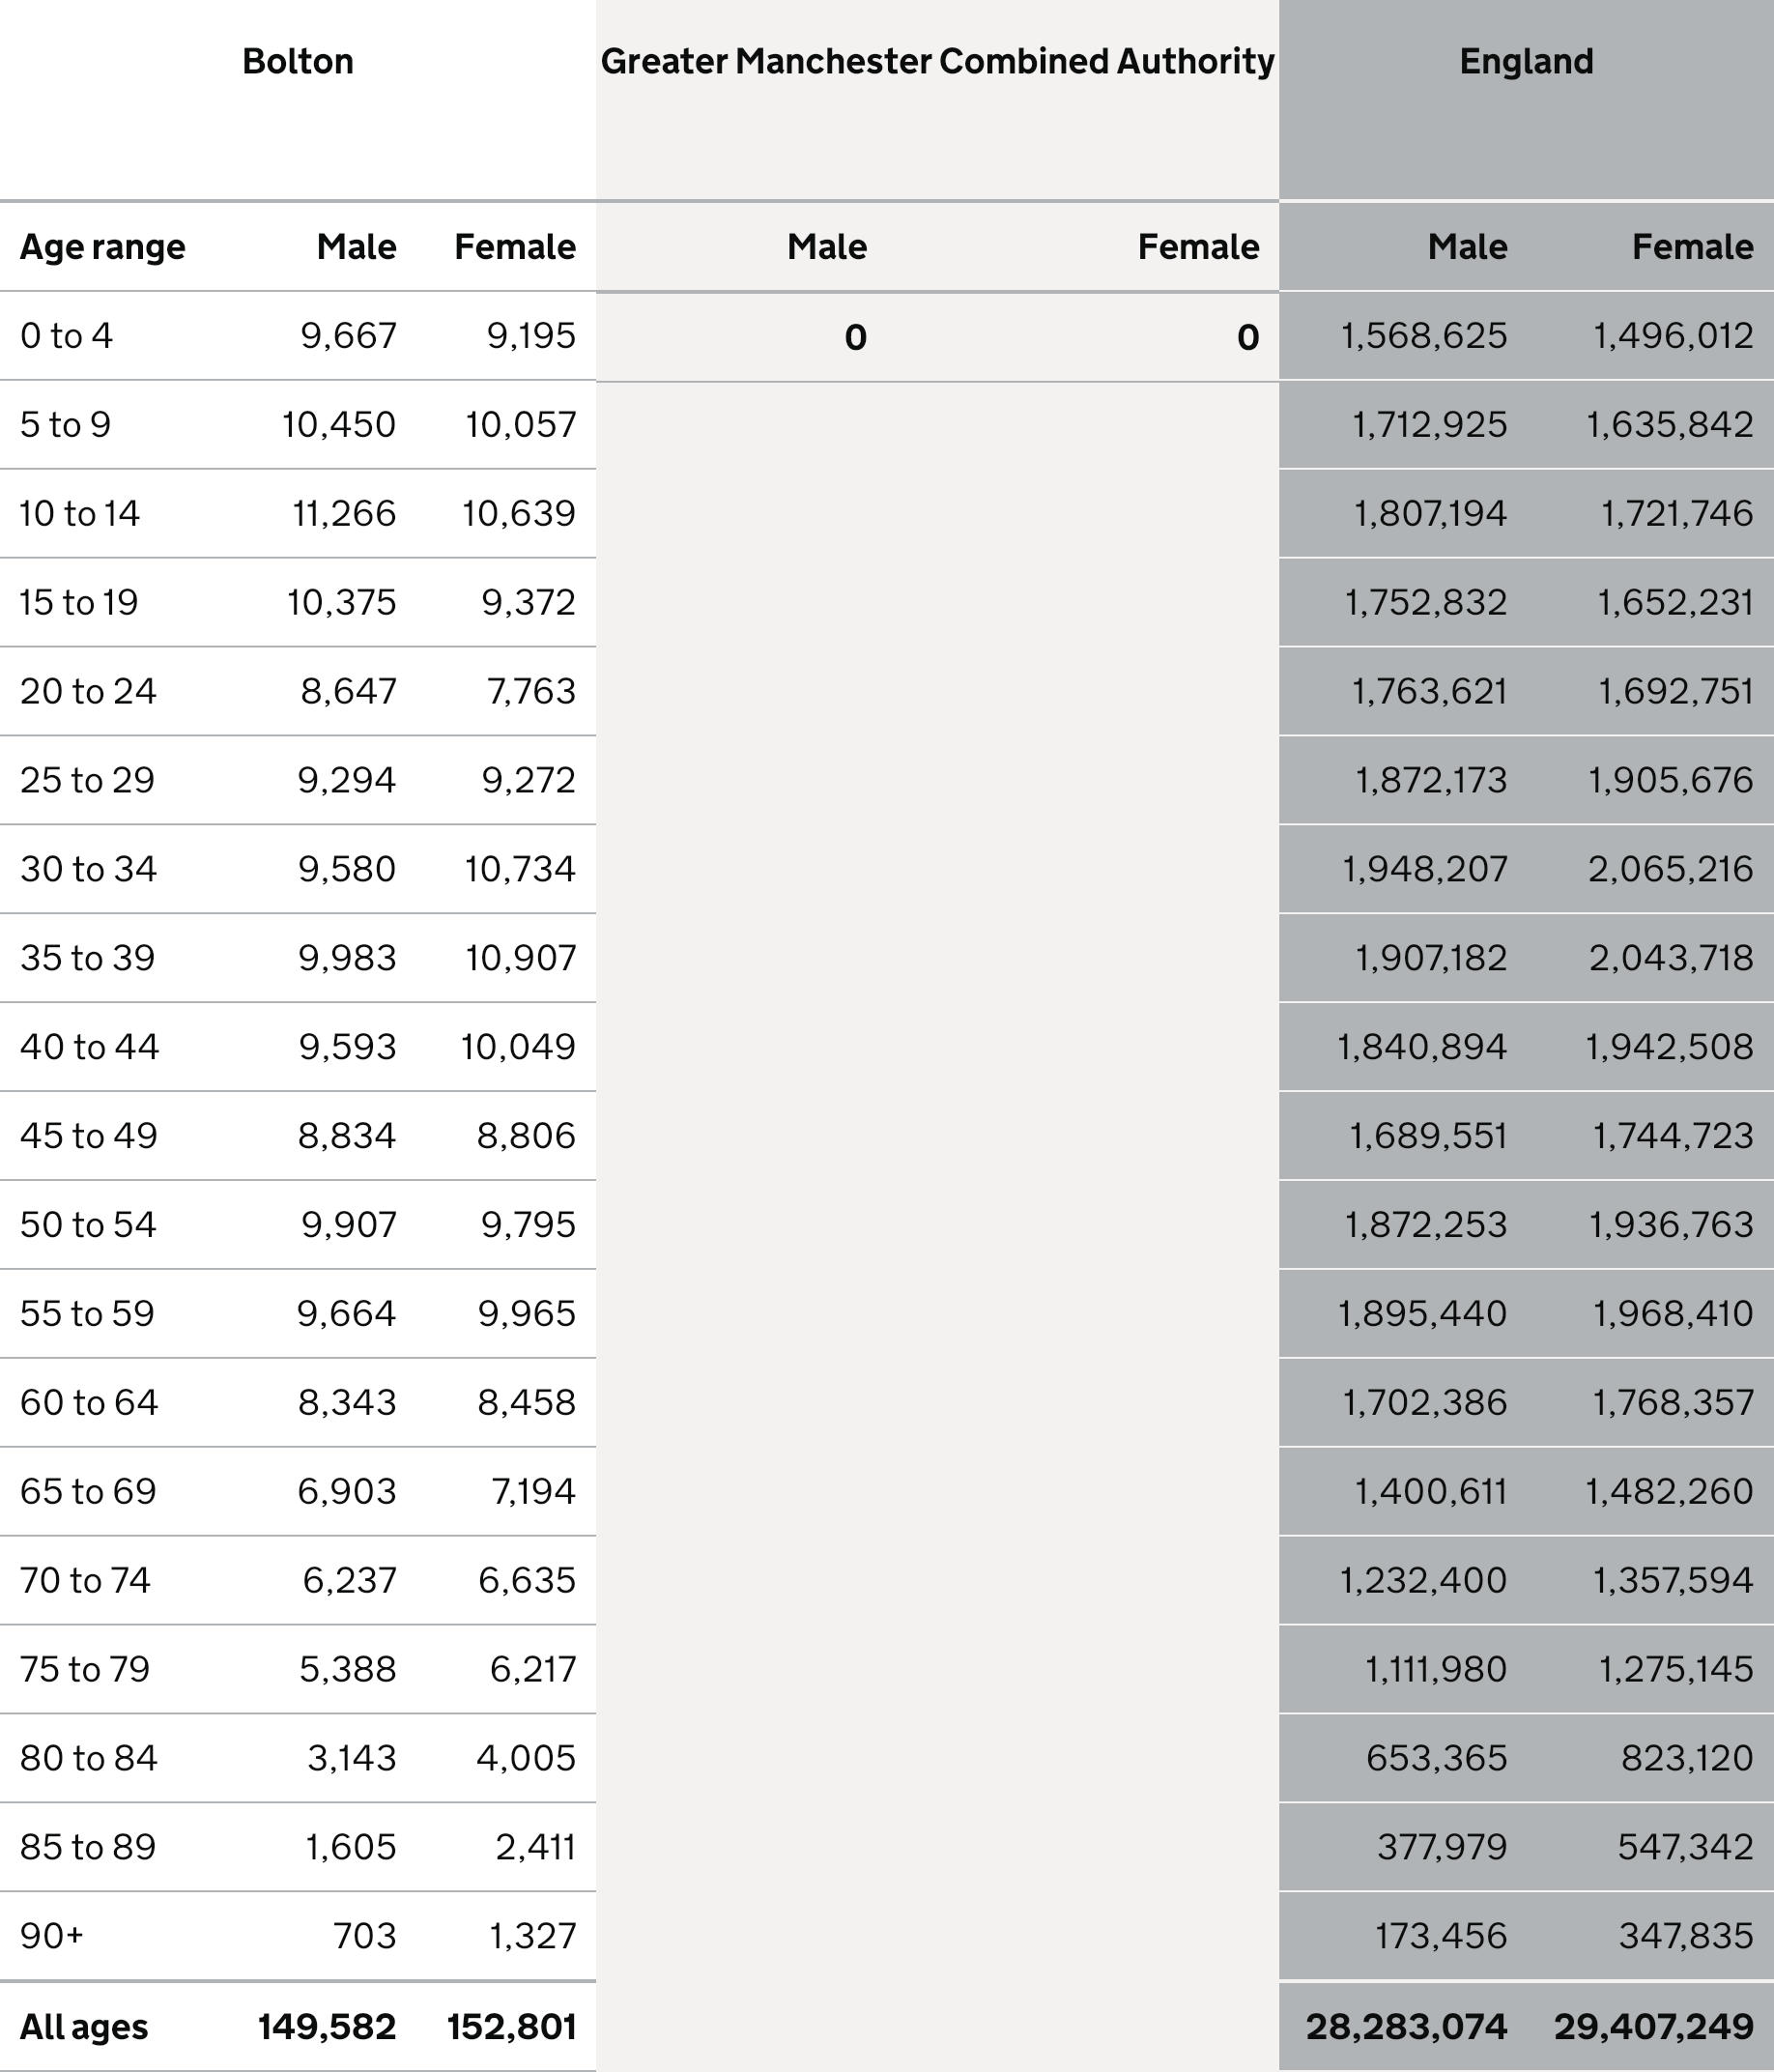 Bolton Greater Manchester Combined Authority England
Age range Male Female Male Female Male Female
0 to 4 9,667 9,195 0 0 1,568,625 1,496,012
5 to 9 10,450 10,057 1,712,925 1,635,842
10 to 14 11,266 10,639 1,807,194 1,721,746
15 to 19 10,375 9,372 1,752,832 1,652,231
20 to 24 8,647 7,763 1,763,621 1,692,751
25 to 29 9,294 9,272 1,872,173 1,905,676
30 to 34 9,580 10,734 1,948,207 2,065,216
35 to 39 9,983 10,907 1,907,182 2,043,718
40 to 44 9,593 10,049 1,840,894 1,942,508
45 to 49 8,834 8,806 1,689,551 1,744,723
50 to 54 9,907 9,795 1,872,253 1,936,763
55 to 59 9,664 9,965 1,895,440 1,968,410
60 to 64 8,343 8,458 1,702,386 1,768,357
65 to 69 6,903 7,194 1,400,611 1,482,260
70 to 74 6,237 6,635 1,232,400 1,357,594
75 to 79 5,388 6,217 1,111,980 1,275,145
80 to 84 3,143 4,005 653,365 823,120
85 to 89 1,605 2,411 377,979 547,342
90+ 703 1,327 173,456 347,835
All ages 149,582 152,801 28,283,074 29,407,249